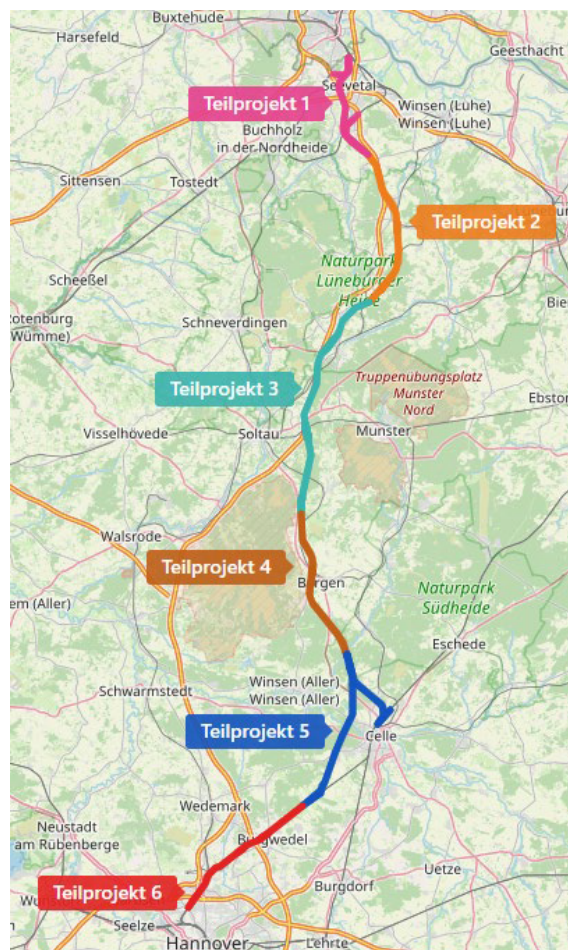 Buxtehude
Harsefeld
Geesthacht
Seevetal
Teilprojekt 1
Winsen (Luhe)
Winsen (Luhe)
Buchholz
in der Nordheide
Sittensen
Tostedt
Teilprojekt 2
Naturpark
Lüneburger
Heide
Scheeßel
Rotenburg
(Wümme)
Schneverdingen
Teilprojekt 3
Truppenübungsplatz
Munster
Nord
Ebstor
Visselhövede
Soltau
Munster
Walsrode
Teilprojekt 4
Bergen
Naturpark
Südheide
em (Aller)
Eschede
Winsen (Aller)
Winsen (Aller)
Schwarmstedt
Teilprojekt 5
Celle
Wedemark
Neustadt
am Rübenberge
Burgwedel
Uetze
Teilprojekt 6
Burgdorf
Seelze
Hannover
Lehrte